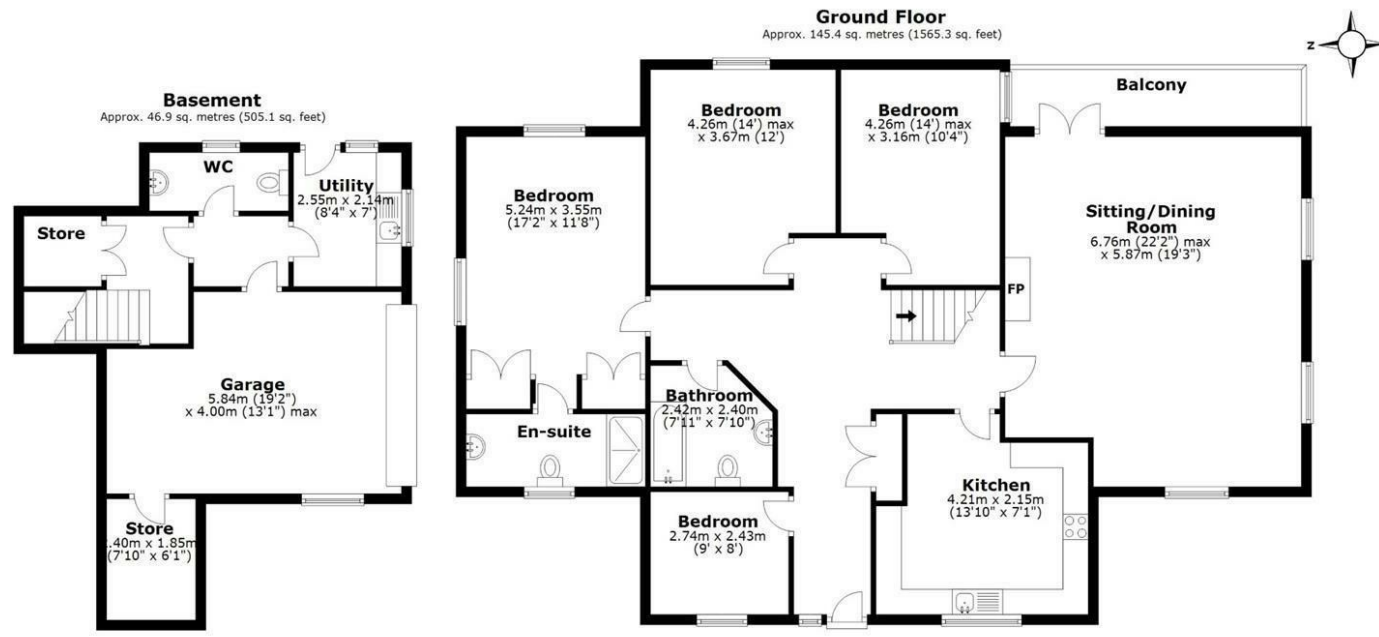 Ground Floor
Approx. 145.4 sq. metres (1565.3 sq. feet)
Z
Basement
Approx. 46.9 sq. metres (505.1 sq. feet)
WC
Utility
2.55m x 2.14m
(8'4" x 7')
Store
Garage
5.84m (19'2")
x 4.00m (13'1") max
Store
.40m x 1.85m
(7'10" x 6'1")
Bedroom
5.24m x 3.55m
(17'2" x 11'8")
Bedroom
4.26m (14') max
x 3.67m (12')
Bedroom
4.26m (14') max
x 3.16m (10'4")
Balcony
Sitting/Dining
Room
6.76m (22'2") max
x 5.87m (19'3")
FP
Bathroom
2.42m x 2.40m
(7'11" x 7'10")
En-suite
Bedroom
2.74m x 2.43m
(9' x 8')
Kitchen
4.21m x 2.15m
(13'10" x 7'1")